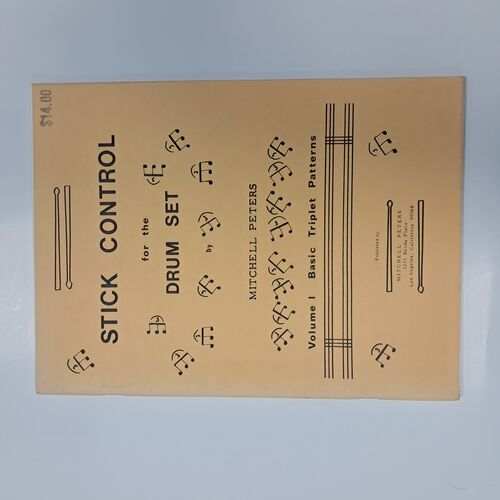 $14.00
STICK CONTROL
for the
DRUM SET
by
MITCHELL PETERS
Volume I Basic Triplet Patterns
Published by
MITCHELL PETERS
Los Angeles, California 90068